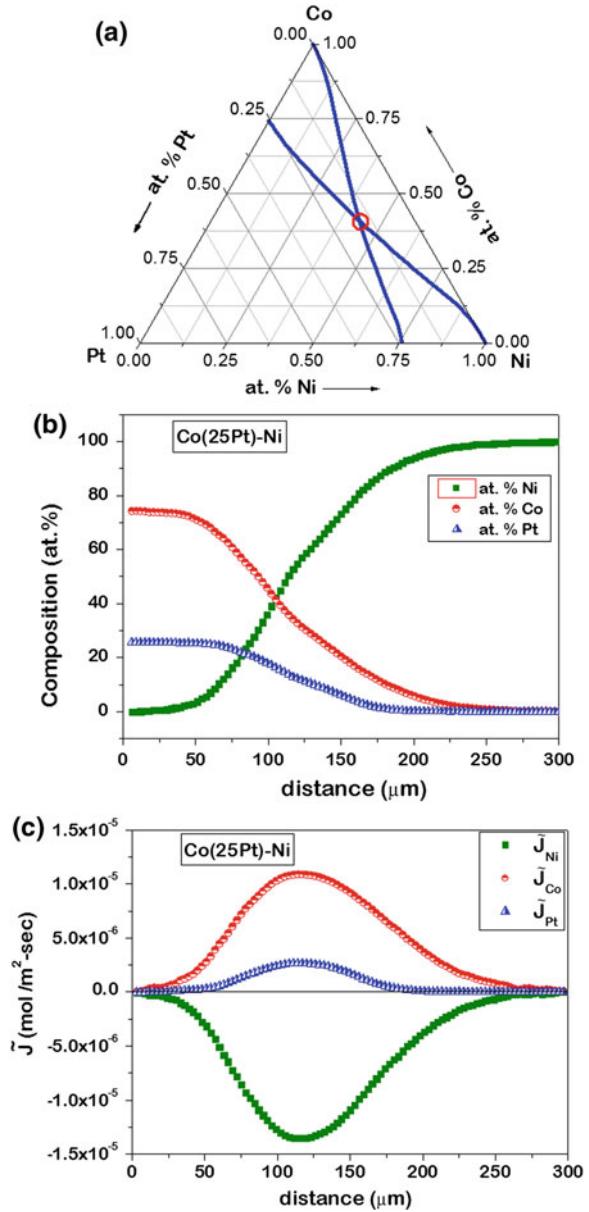 (a)
Co
0.00 1.00
0.25 0.75
at. % Pt
at. % Co
0.50 0.50
0.75 0.25
1.00 0.00
Pt Ni
0.00 0.25 0.50 0.75 1.00
at. % Ni
(b)
Co(25Pt)-Ni
100
80
60
40
20
0
Composition (at.%)
at. % Ni
at. % Co
at. % Pt
0 50 100 150 200 250 300
distance (μm)
(c)
Co(25Pt)-Ni
1.5x10⁻⁵
1.0x10⁻⁵
5.0x10⁻⁶
0.0
-5.0x10⁻⁶
-1.0x10⁻⁵
-1.5x10⁻⁵
J̃ (mol /m²-sec)
J̃Ni
J̃Co
J̃Pt
0 50 100 150 200 250 300
distance (μm)